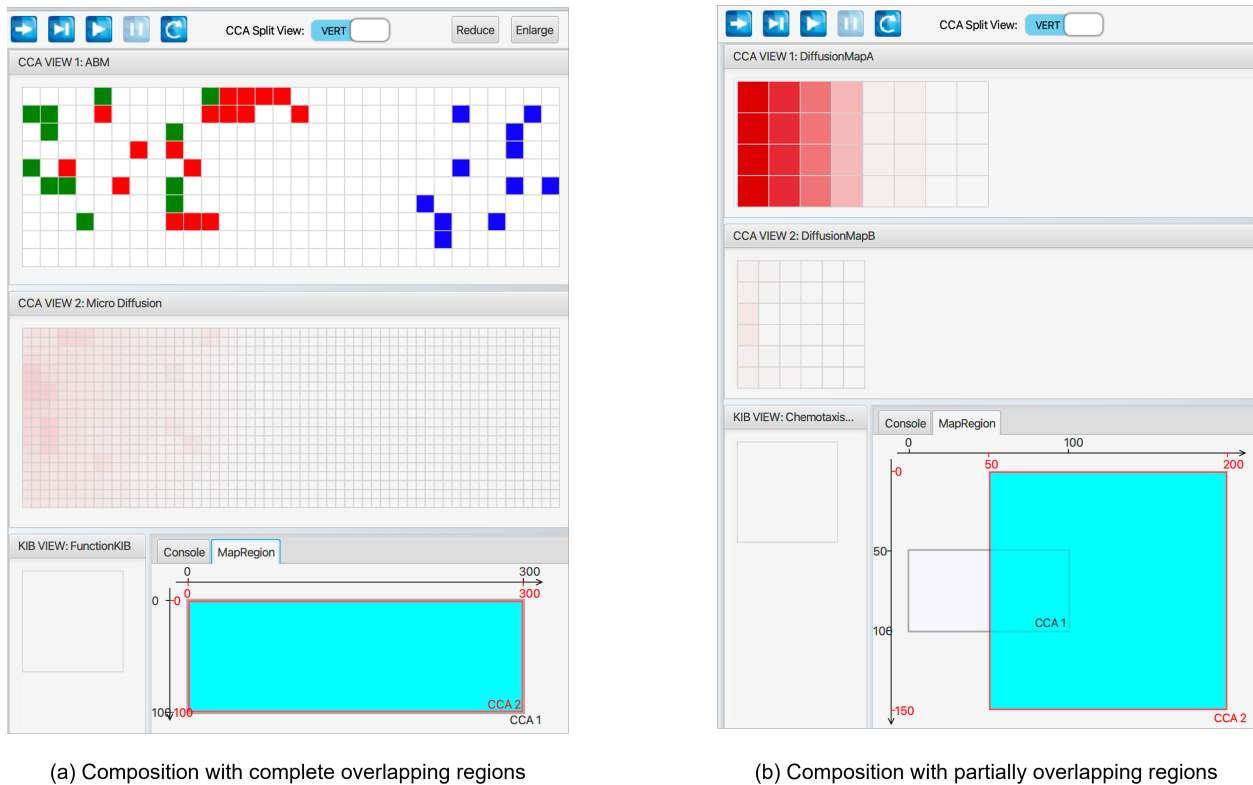 CCA Split View: VERT Reduce Enlarge
CCA VIEW 1: ABM
CCA VIEW 2: Micro Diffusion
KIB VIEW: FunctionKIB
Console MapRegion
0 300
0 300
0 0
100 100
CCA 2
CCA 1
(a) Composition with complete overlapping regions
CCA Split View: VERT
CCA VIEW 1: DiffusionMapA
CCA VIEW 2: DiffusionMapB
KIB VIEW: Chemotaxis...
Console MapRegion
0 100
50 200
0
50
CCA 1
100
150
CCA 2
(b) Composition with partially overlapping regions